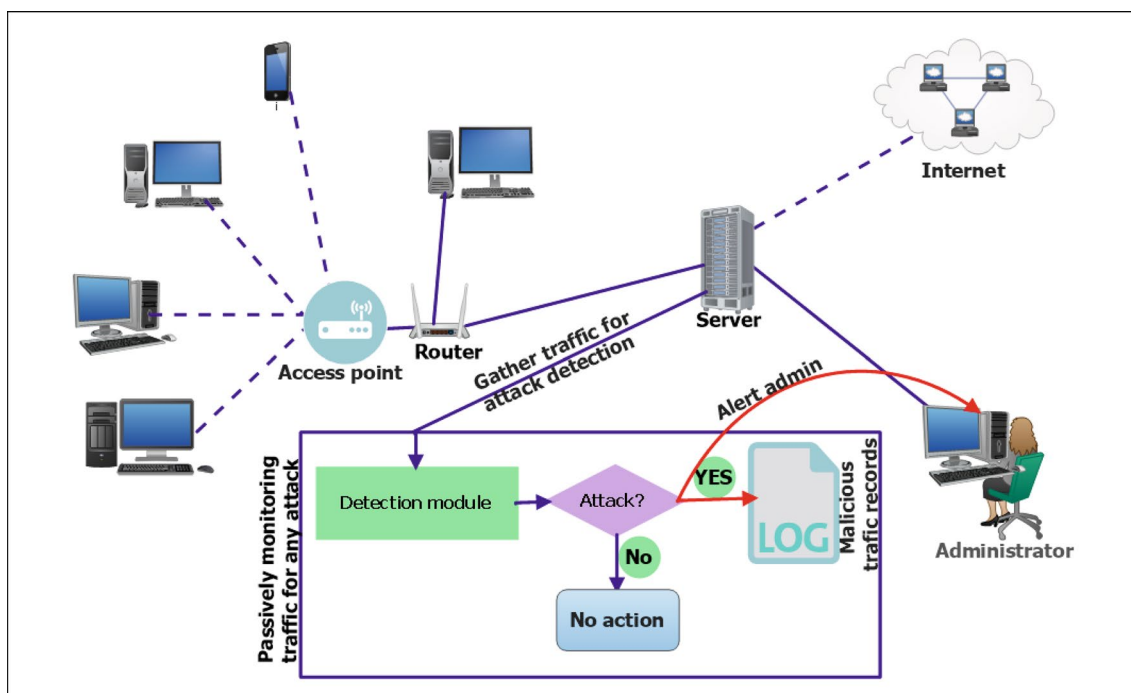 Internet
Server
Router
Access point
Gather traffic for
attack detection
Alert admin
Passively monitoring
traffic for any attack
Detection module
Attack?
YES
No
No action
LOG
Malicious
trafic records
Administrator